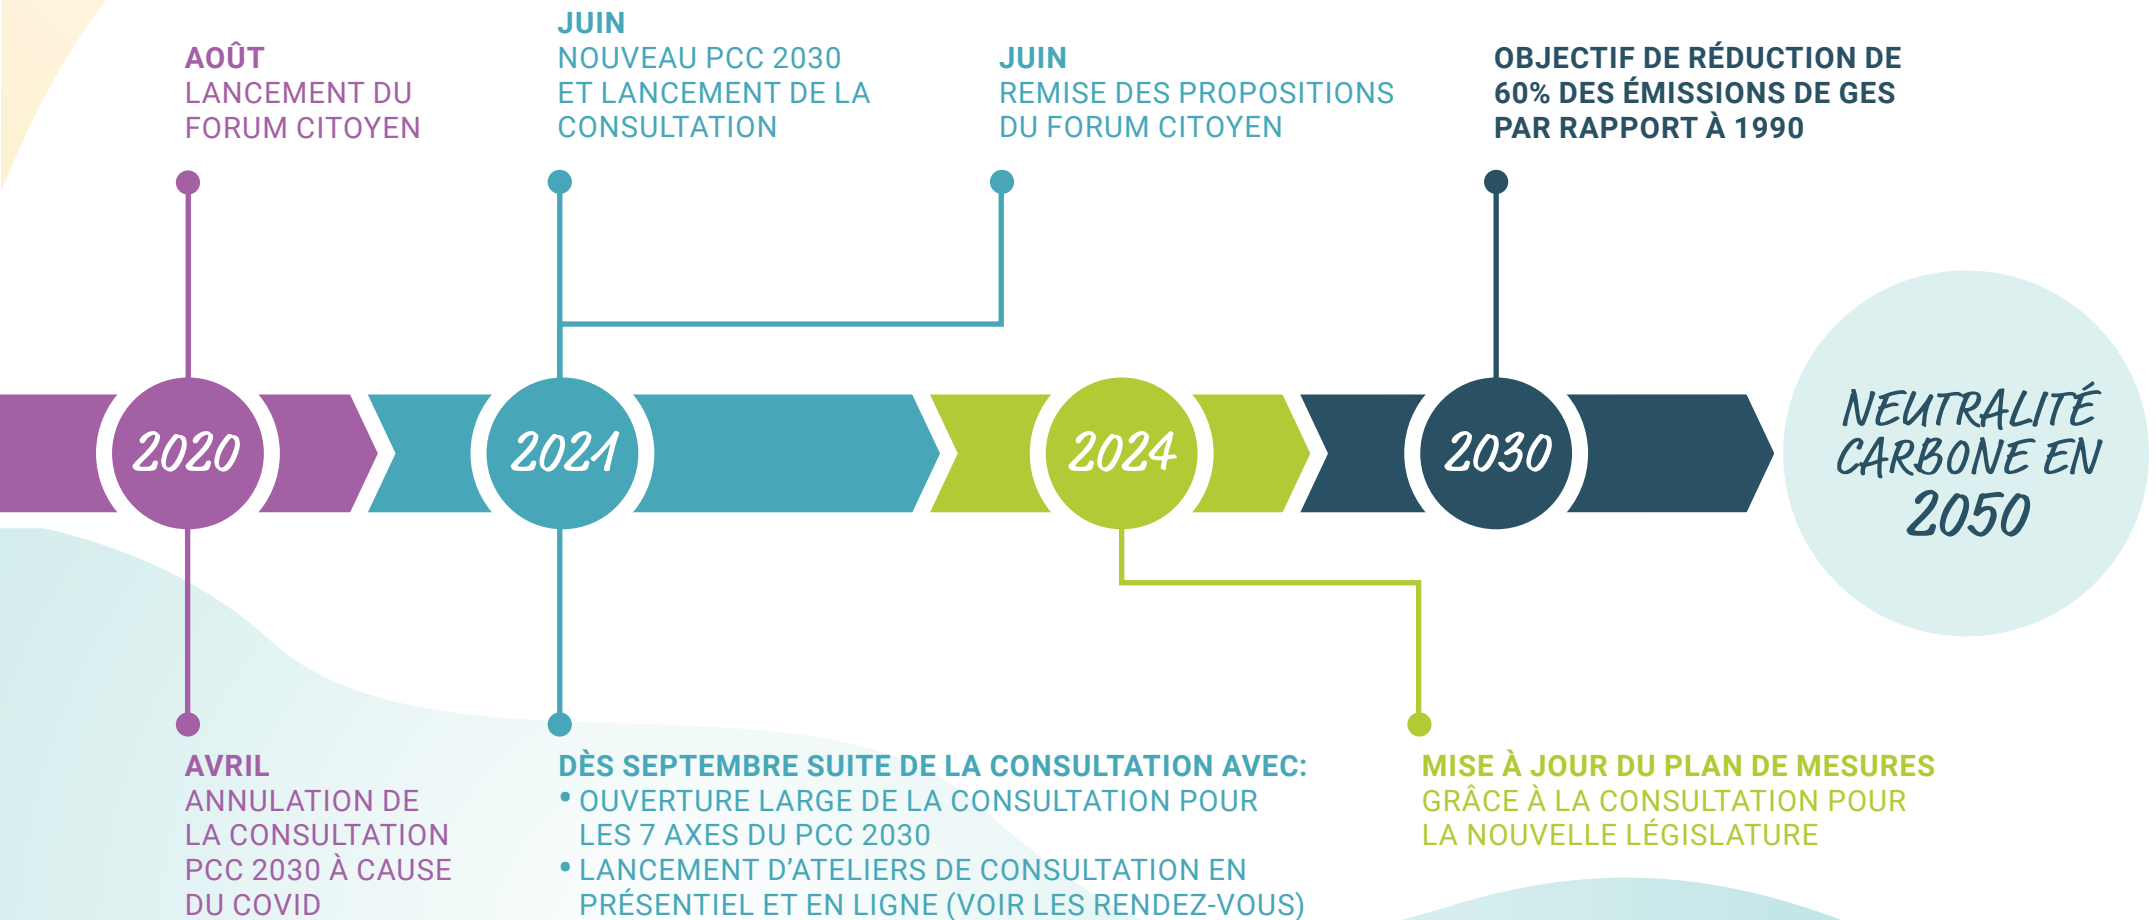 AOÛT
LANCEMENT DU
FORUM CITOYEN
JUIN
NOUVEAU PCC 2030
ET LANCEMENT DE LA
CONSULTATION
JUIN
REMISE DES PROPOSITIONS
DU FORUM CITOYEN
OBJECTIF DE RÉDUCTION DE
60% DES ÉMISSIONS DE GES
PAR RAPPORT À 1990
2020
2021
2024
2030
NEUTRALITÉ
CARBONE EN
2050
AVRIL
ANNULATION DE
LA CONSULTATION
PCC 2030 À CAUSE
DU COVID
DÈS SEPTEMBRE SUITE DE LA CONSULTATION AVEC:
• OUVERTURE LARGE DE LA CONSULTATION POUR
LES 7 AXES DU PCC 2030
• LANCEMENT D’ATELIERS DE CONSULTATION EN
PRÉSENTIEL ET EN LIGNE (VOIR LES RENDEZ-VOUS)
MISE À JOUR DU PLAN DE MESURES
GRÂCE À LA CONSULTATION POUR
LA NOUVELLE LÉGISLATURE